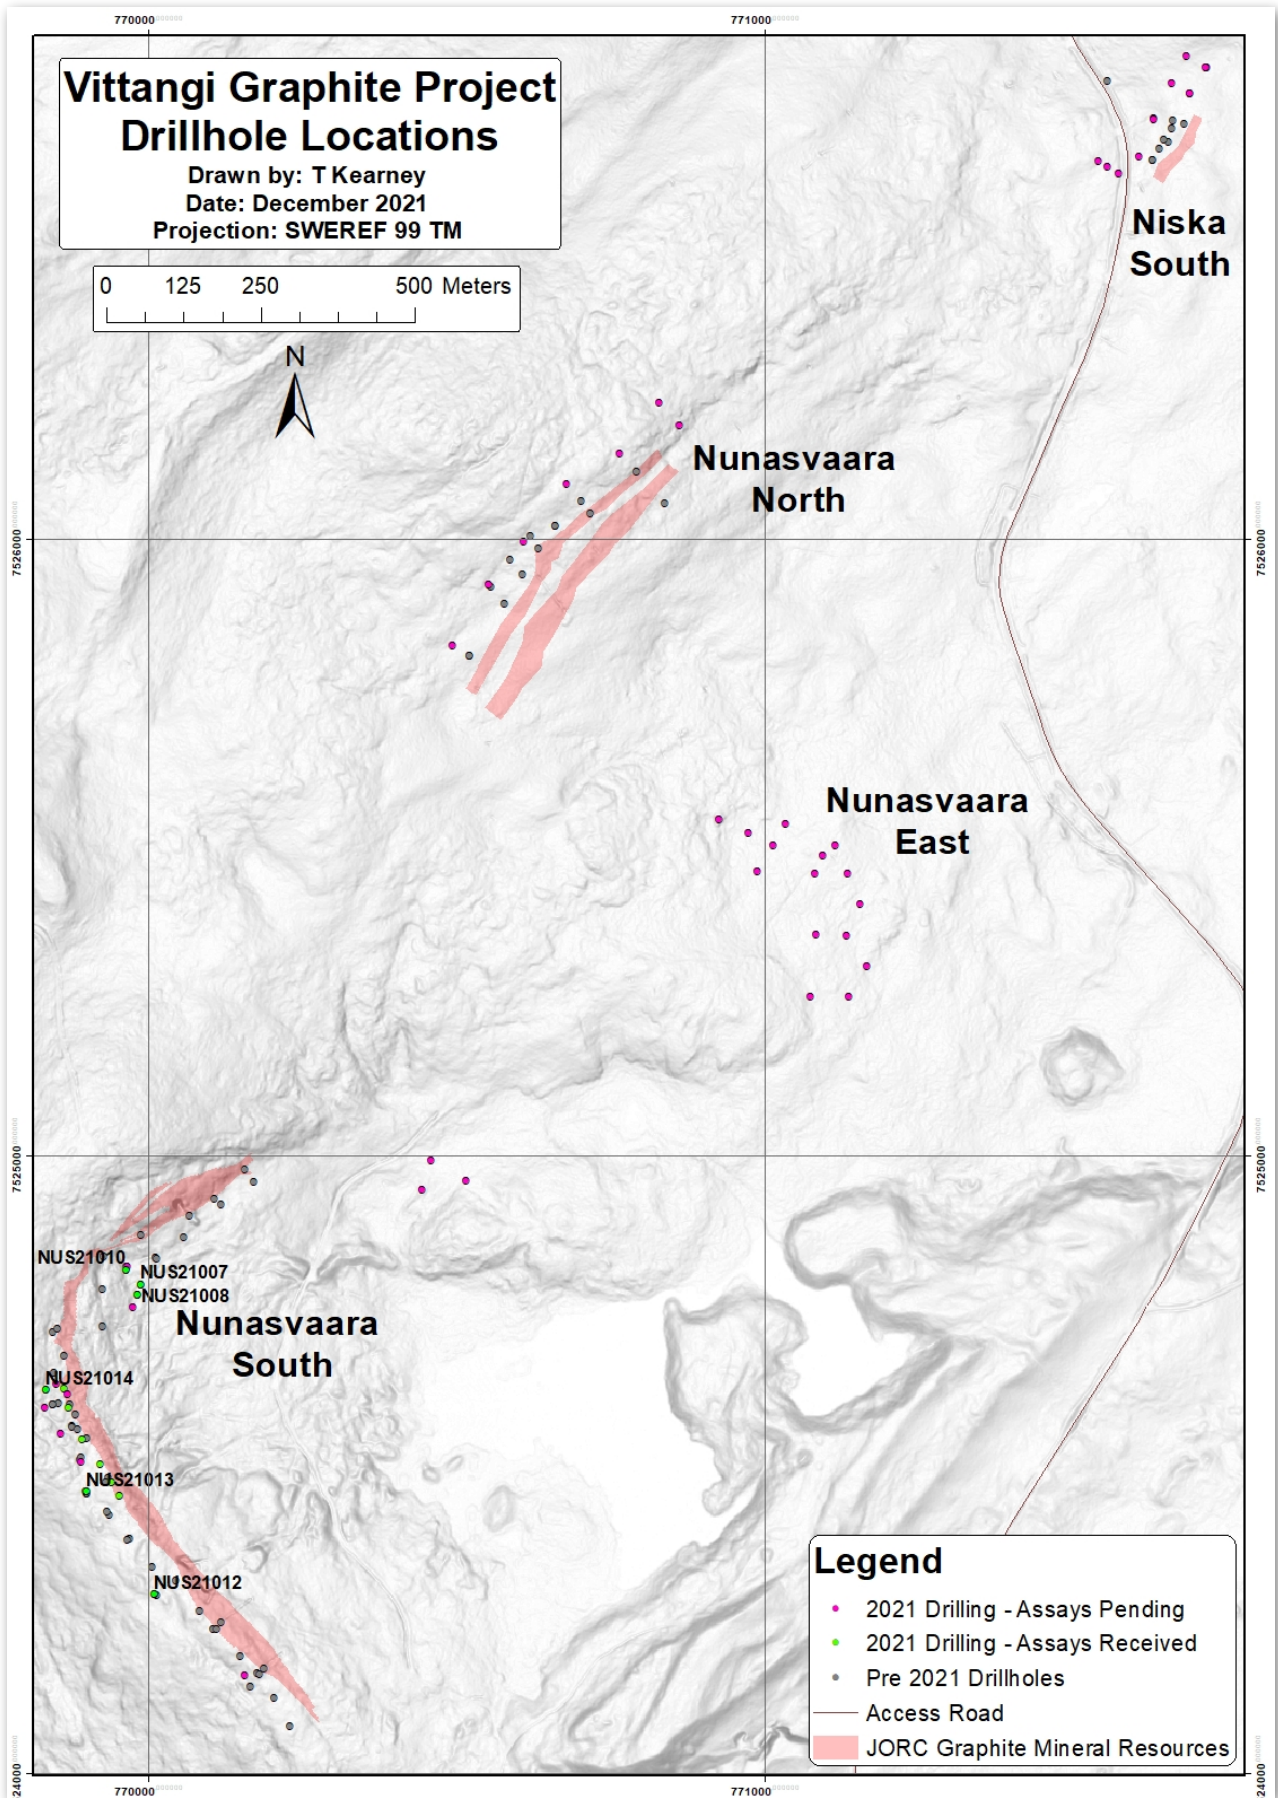 770000
771000
Vittangi Graphite Project
Drillhole Locations
Drawn by: T Kearney
Date: December 2021
Projection: SWEREF 99 TM
0 125 250 500 Meters
N
Niska
South
Nunasvaara
North
7526000
7526000
Nunasvaara
East
7525000
7525000
NUS21010
NUS21007
NUS21008
Nunasvaara
South
NUS21014
NUS21013
NUS21012
Legend
2021 Drilling - Assays Pending
2021 Drilling - Assays Received
Pre 2021 Drillholes
Access Road
JORC Graphite Mineral Resources
24000
24000
770000
771000